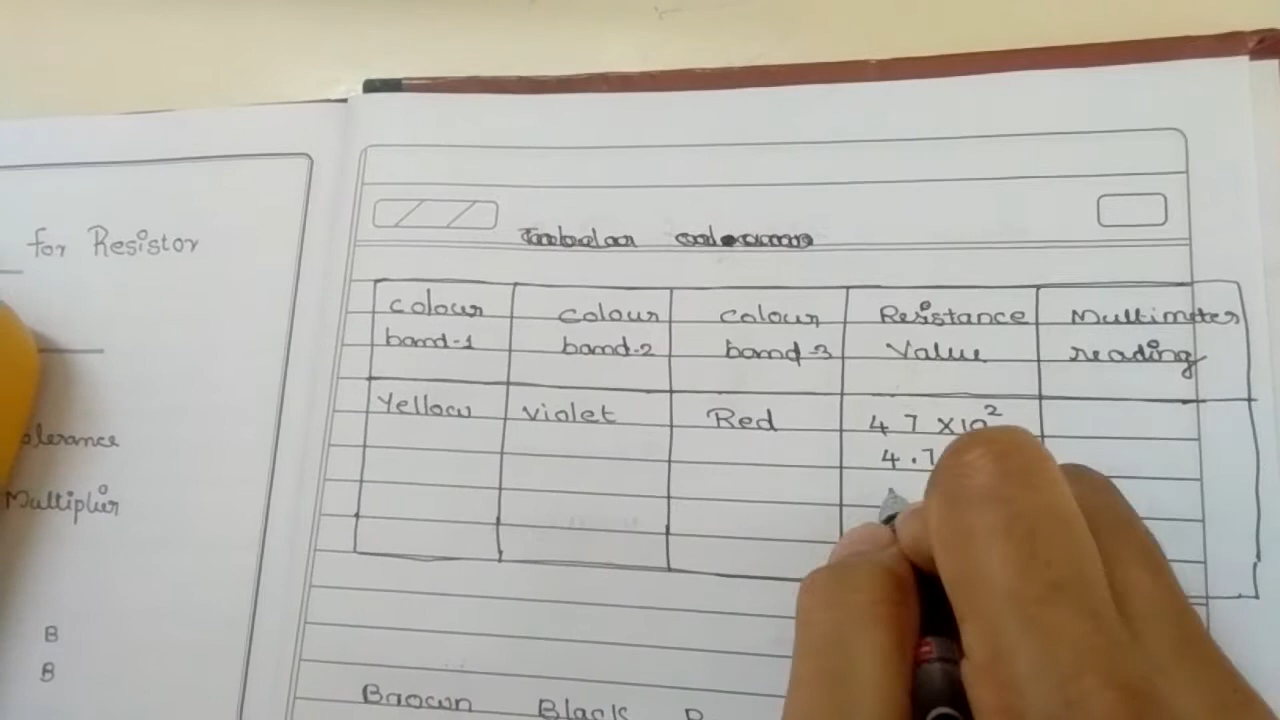 for Resistor
olerance
Multiplier
B
B
Tabular
colour band-1 colour band-2 colour band-3 Resistance Value Multimeter reading
Yellow violet Red 47 X10²
4.7
Brown Black